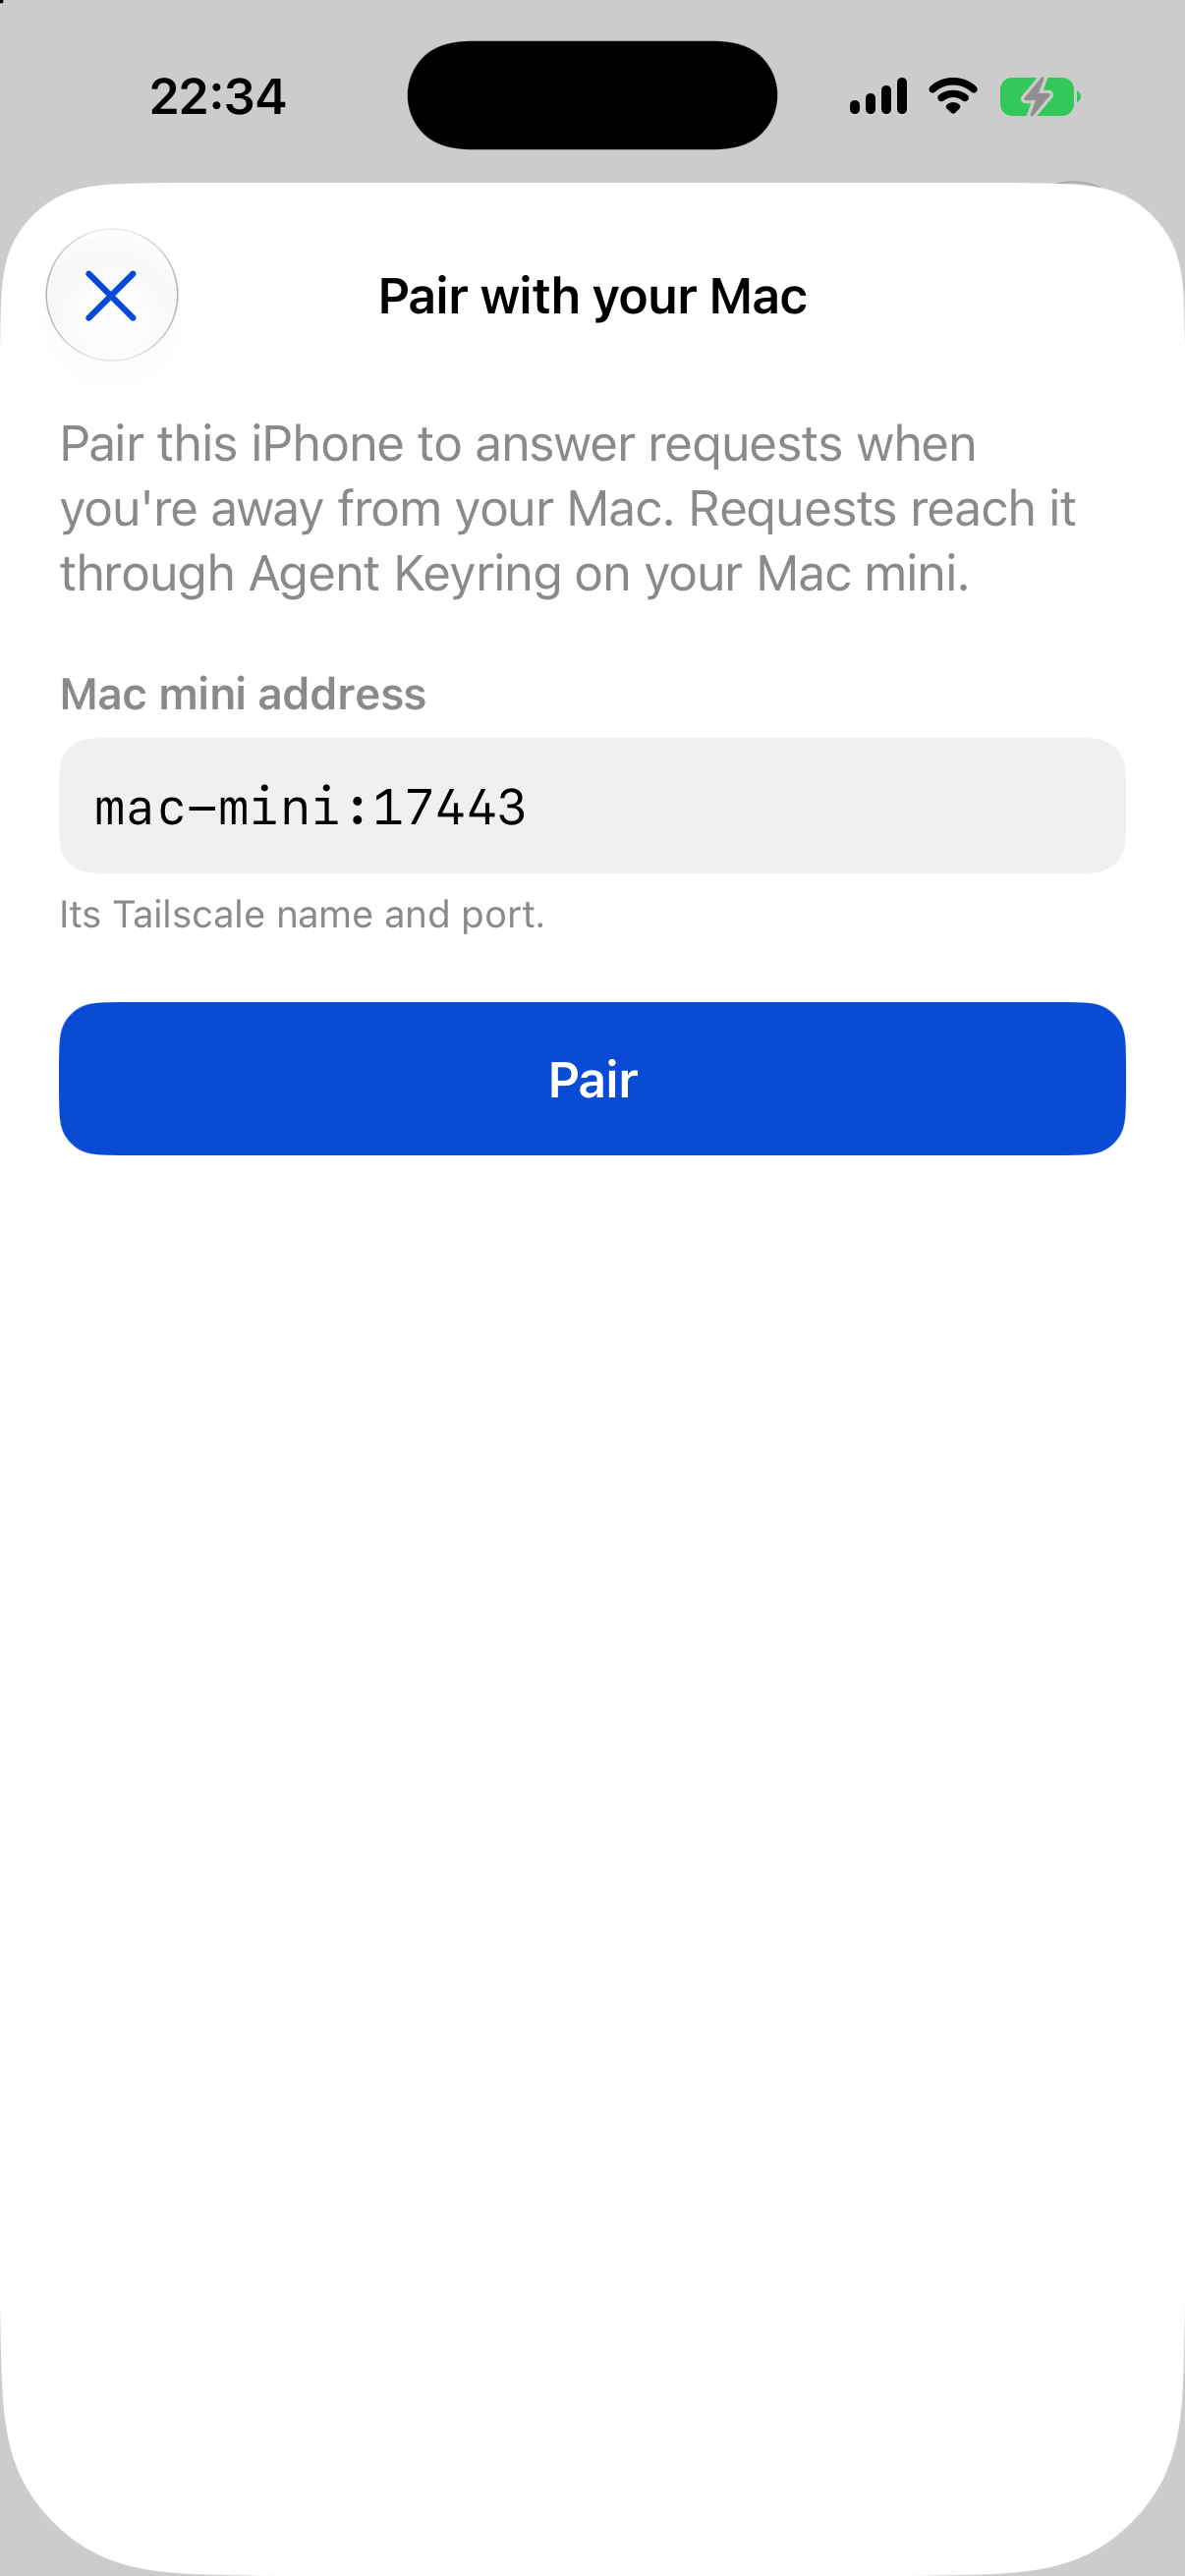 22:34
Pair with your Mac
Pair this iPhone to answer requests when
you're away from your Mac. Requests reach it
through Agent Keyring on your Mac mini.
Mac mini address
mac-mini:17443
Its Tailscale name and port.
Pair